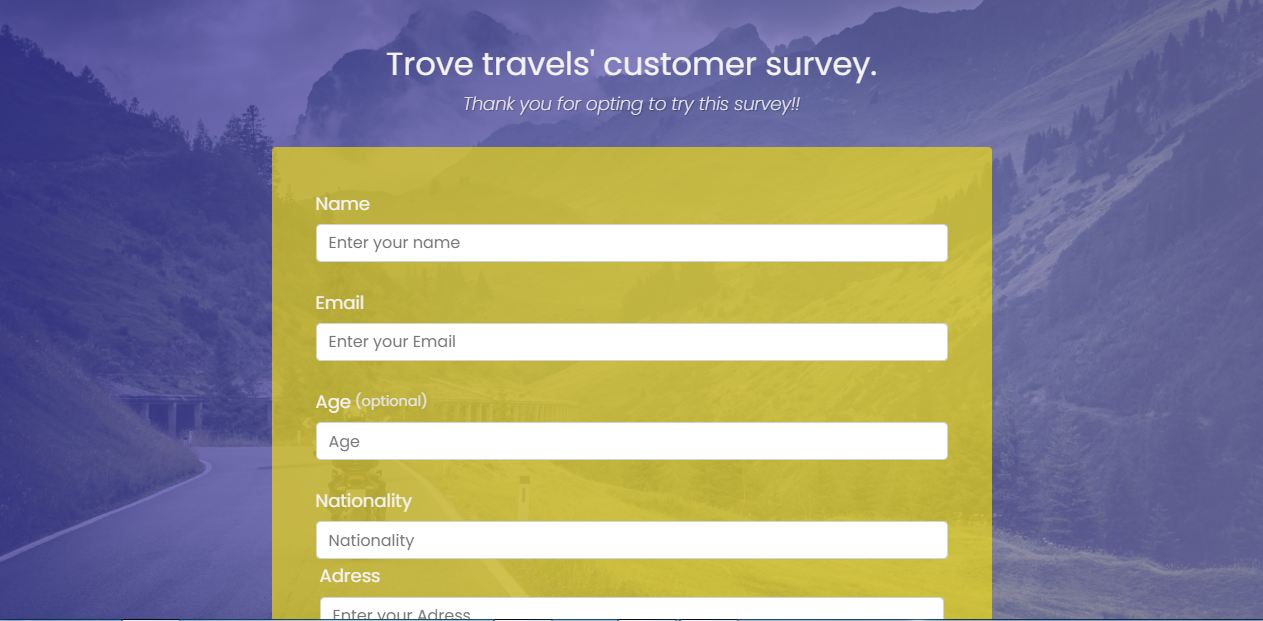 Trove travels' customer survey.
Thank you for opting to try this survey!!
Name
Enter your name
Email
Enter your Email
Age (optional)
Age
Nationality
Nationality
Adress
Enter your Adress